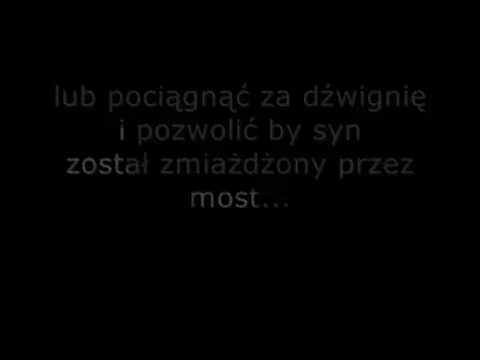 lub pociągnąć za dźwignię
i pozwolić by syn
został zmiażdżony przez
most...